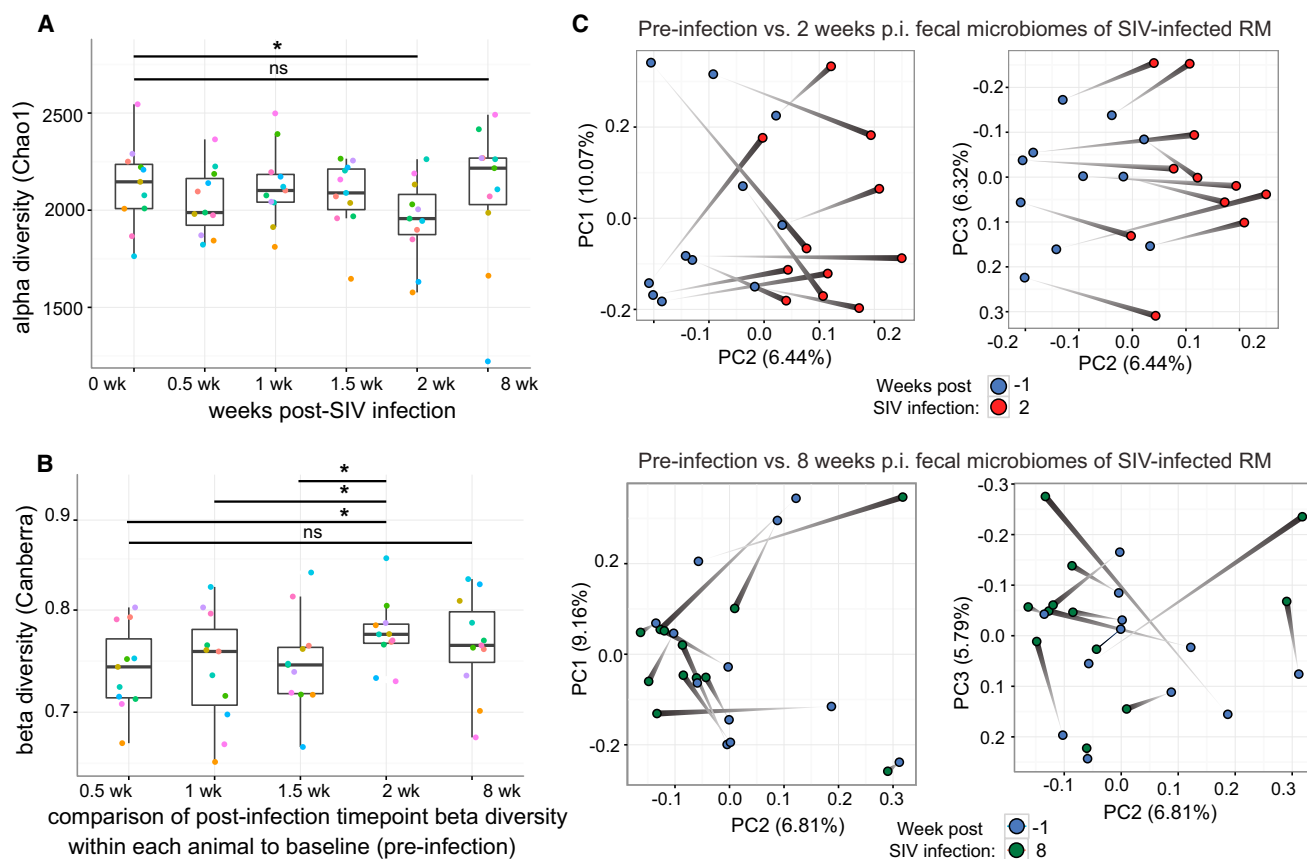 A
*
ns
alpha diversity (Chao1)
2500
2000
1500
0 wk
0.5 wk
1 wk
1.5 wk
2 wk
8 wk
weeks post-SIV infection
B
*
*
*
ns
beta diversity (Canberra)
0.9
0.8
0.7
0.5 wk
1 wk
1.5 wk
2 wk
8 wk
comparison of post-infection timepoint beta diversity
within each animal to baseline (pre-infection)
C
Pre-infection vs. 2 weeks p.i. fecal microbiomes of SIV-infected RM
PC1 (10.07%)
0.2
0.0
-0.2
-0.1
0.0
0.1
0.2
PC2 (6.44%)
PC3 (6.32%)
-0.2
-0.1
0.0
0.1
0.2
0.3
-0.2
-0.1
0.0
0.1
0.2
PC2 (6.44%)
Weeks post
SIV infection:
-1
2
Pre-infection vs. 8 weeks p.i. fecal microbiomes of SIV-infected RM
PC1 (9.16%)
0.2
0.0
-0.2
-0.1
0.0
0.1
0.2
0.3
PC2 (6.81%)
PC3 (5.79%)
-0.3
-0.2
-0.1
0.0
0.1
0.2
-0.1
0.0
0.1
0.2
0.3
PC2 (6.81%)
Week post
SIV infection:
-1
8